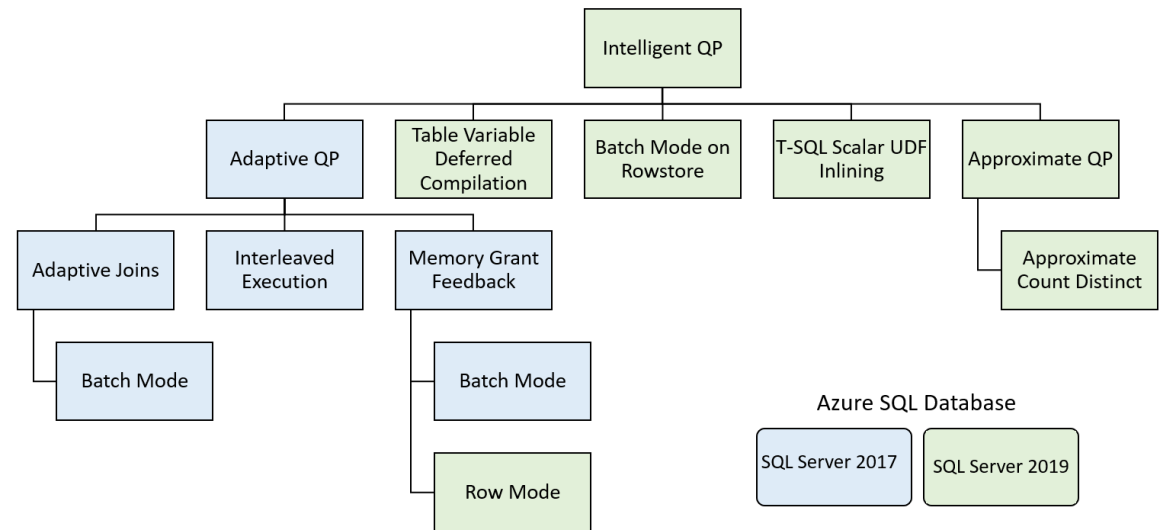 Intelligent QP
Adaptive QP
Table Variable
Deferred
Compilation
Batch Mode on
Rowstore
T-SQL Scalar UDF
Inlining
Approximate QP
Adaptive Joins
Interleaved
Execution
Memory Grant
Feedback
Approximate
Count Distinct
Batch Mode
Batch Mode
Row Mode
Azure SQL Database
SQL Server 2017
SQL Server 2019